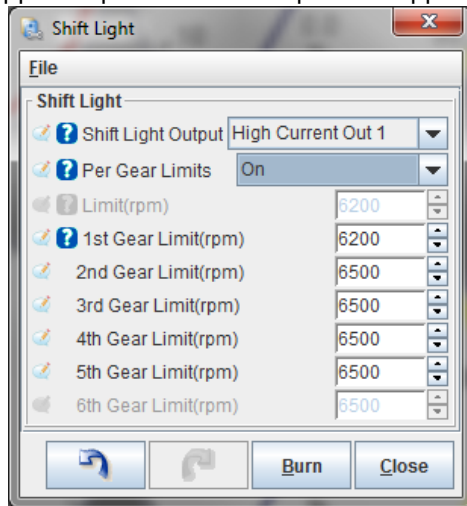 Shift Light
File
Shift Light
Shift Light Output High Current Out 1
Per Gear Limits On
Limit(rpm) 6200
1st Gear Limit(rpm) 6200
2nd Gear Limit(rpm) 6500
3rd Gear Limit(rpm) 6500
4th Gear Limit(rpm) 6500
5th Gear Limit(rpm) 6500
6th Gear Limit(rpm) 6500
Burn Close